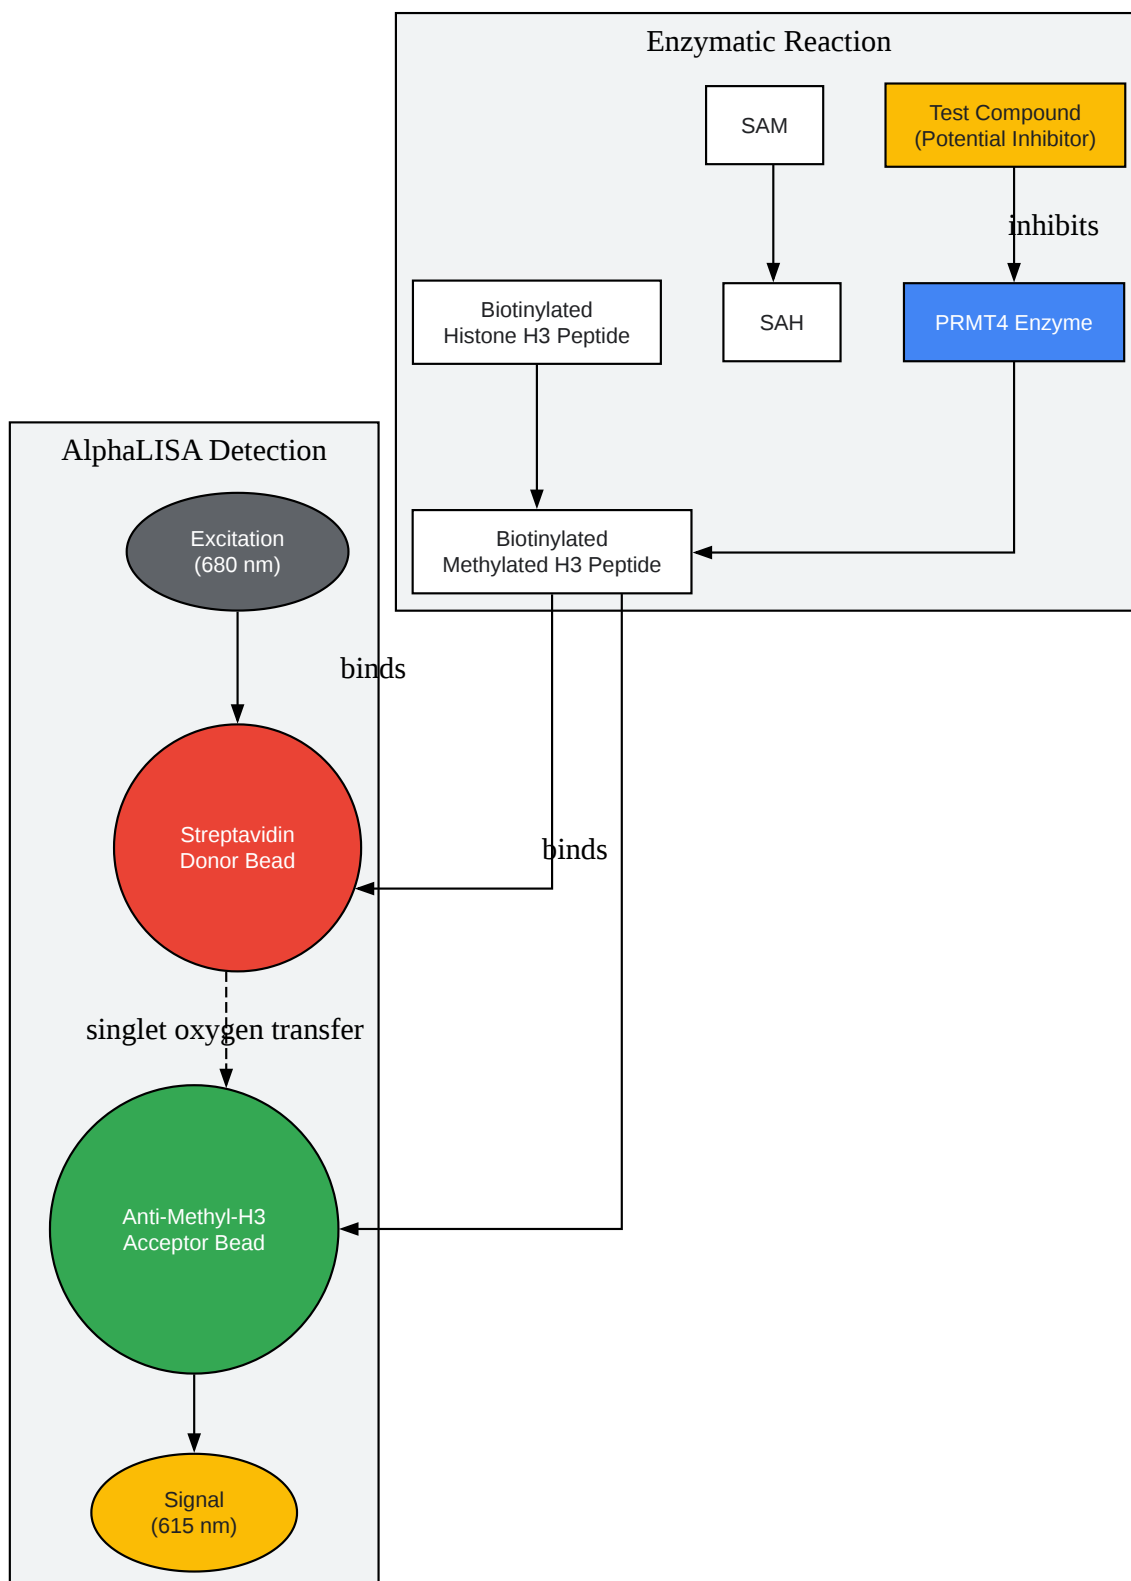 Enzymatic Reaction
SAM
Test Compound
(Potential Inhibitor)
inhibits
Biotinylated
Histone H3 Peptide
SAH
PRMT4 Enzyme
Biotinylated
Methylated H3 Peptide
AlphaLISA Detection
Excitation
(680 nm)
binds
Streptavidin
Donor Bead
binds
singlet oxygen transfer
Anti-Methyl-H3
Acceptor Bead
Signal
(615 nm)